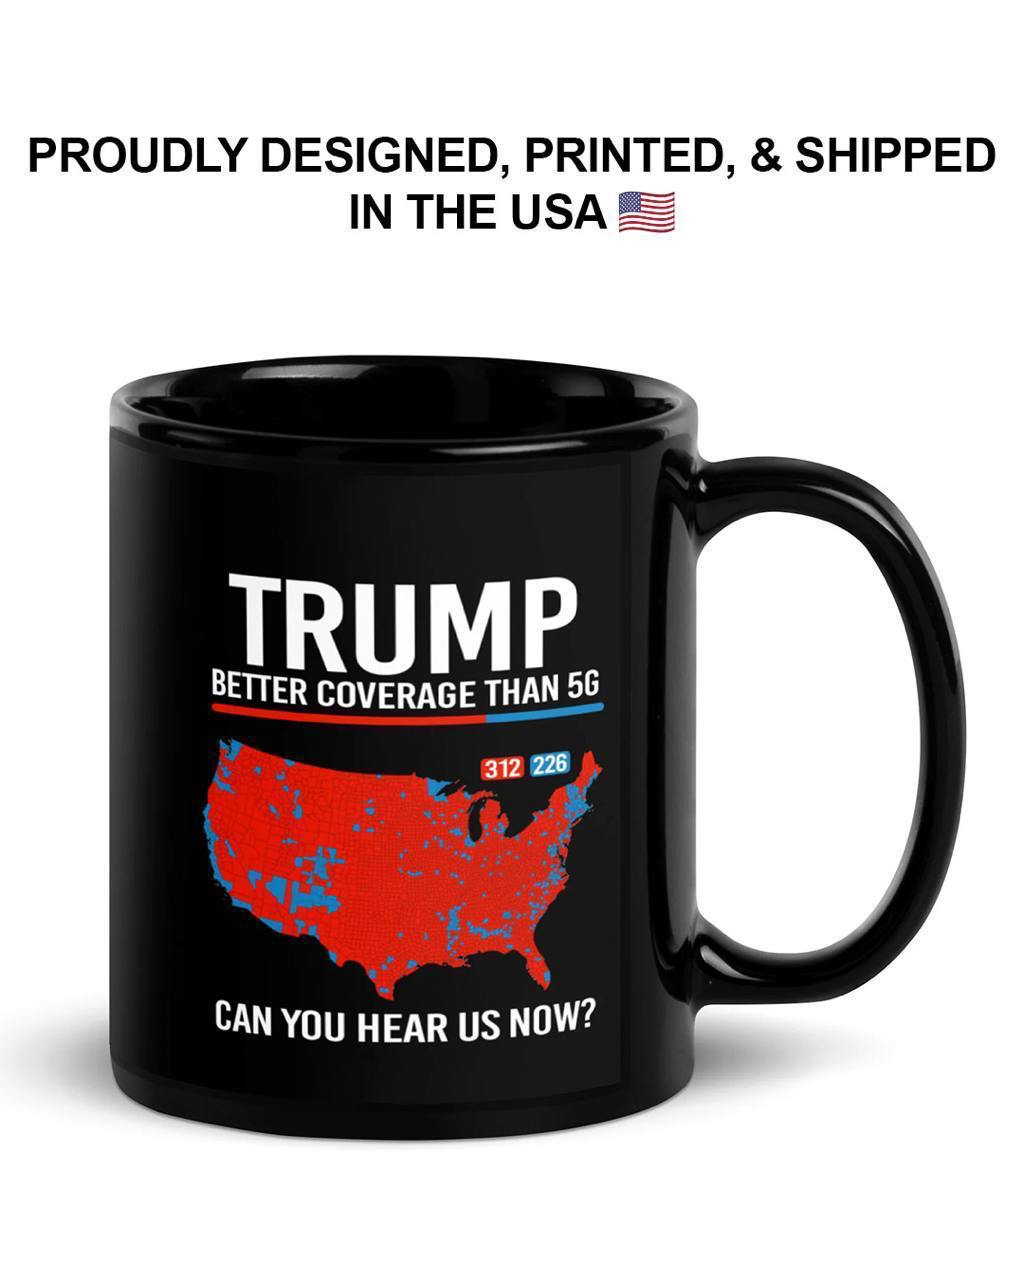 PROUDLY DESIGNED, PRINTED, & SHIPPED
IN THE USA 🇺🇸
TRUMP
BETTER COVERAGE THAN 5G
312 226
CAN YOU HEAR US NOW?